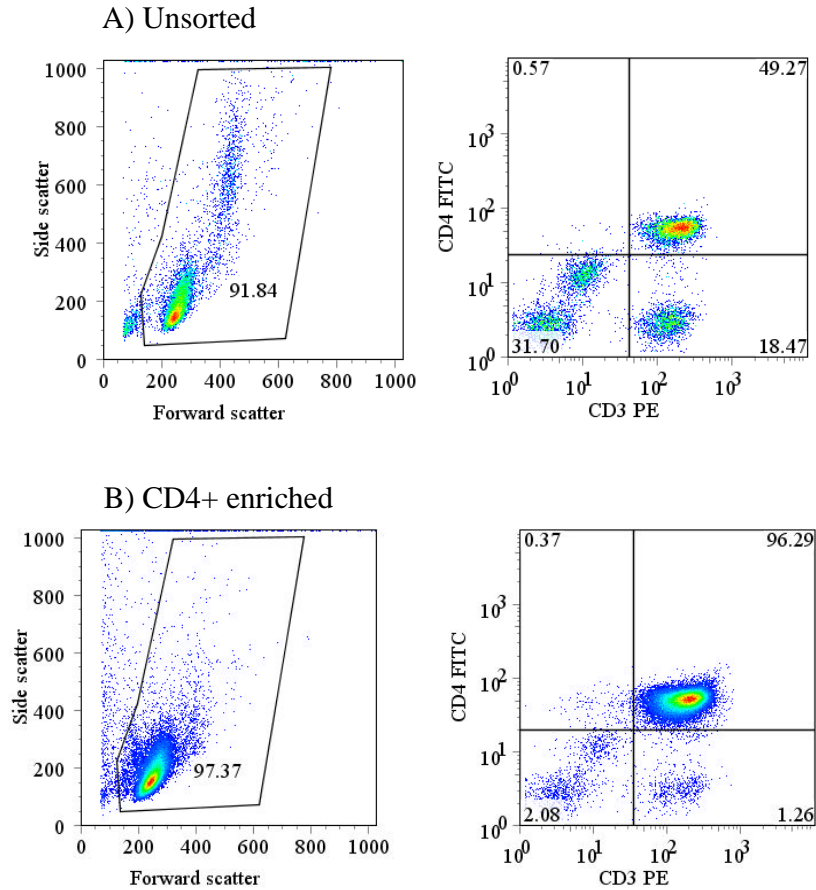 A) Unsorted
1000
800
600
400
200
0
Side scatter
91.84
0 200 400 600 800 1000
Forward scatter
0.57 49.27
10³
10²
10¹
10⁰
CD4 FITC
31.70 18.47
10⁰ 10¹ 10² 10³
CD3 PE
B) CD4+ enriched
1000
800
600
400
200
0
Side scatter
97.37
0 200 400 600 800 1000
Forward scatter
0.37 96.29
10³
10²
10¹
10⁰
CD4 FITC
2.08 1.26
10⁰ 10¹ 10² 10³
CD3 PE